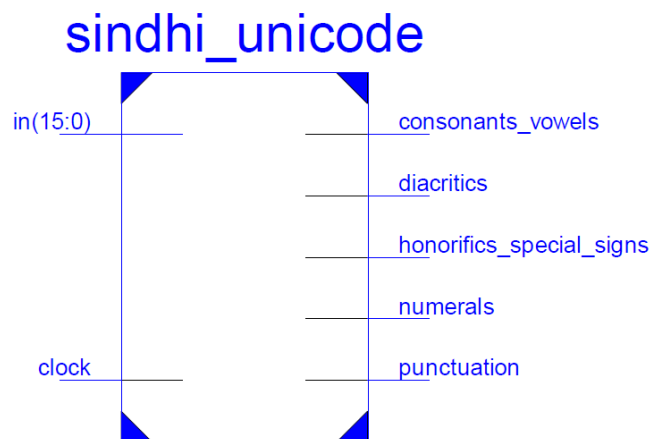 sindhi_unicode
in(15:0)
consonants_vowels
diacritics
honorifics_special_signs
numerals
clock
punctuation